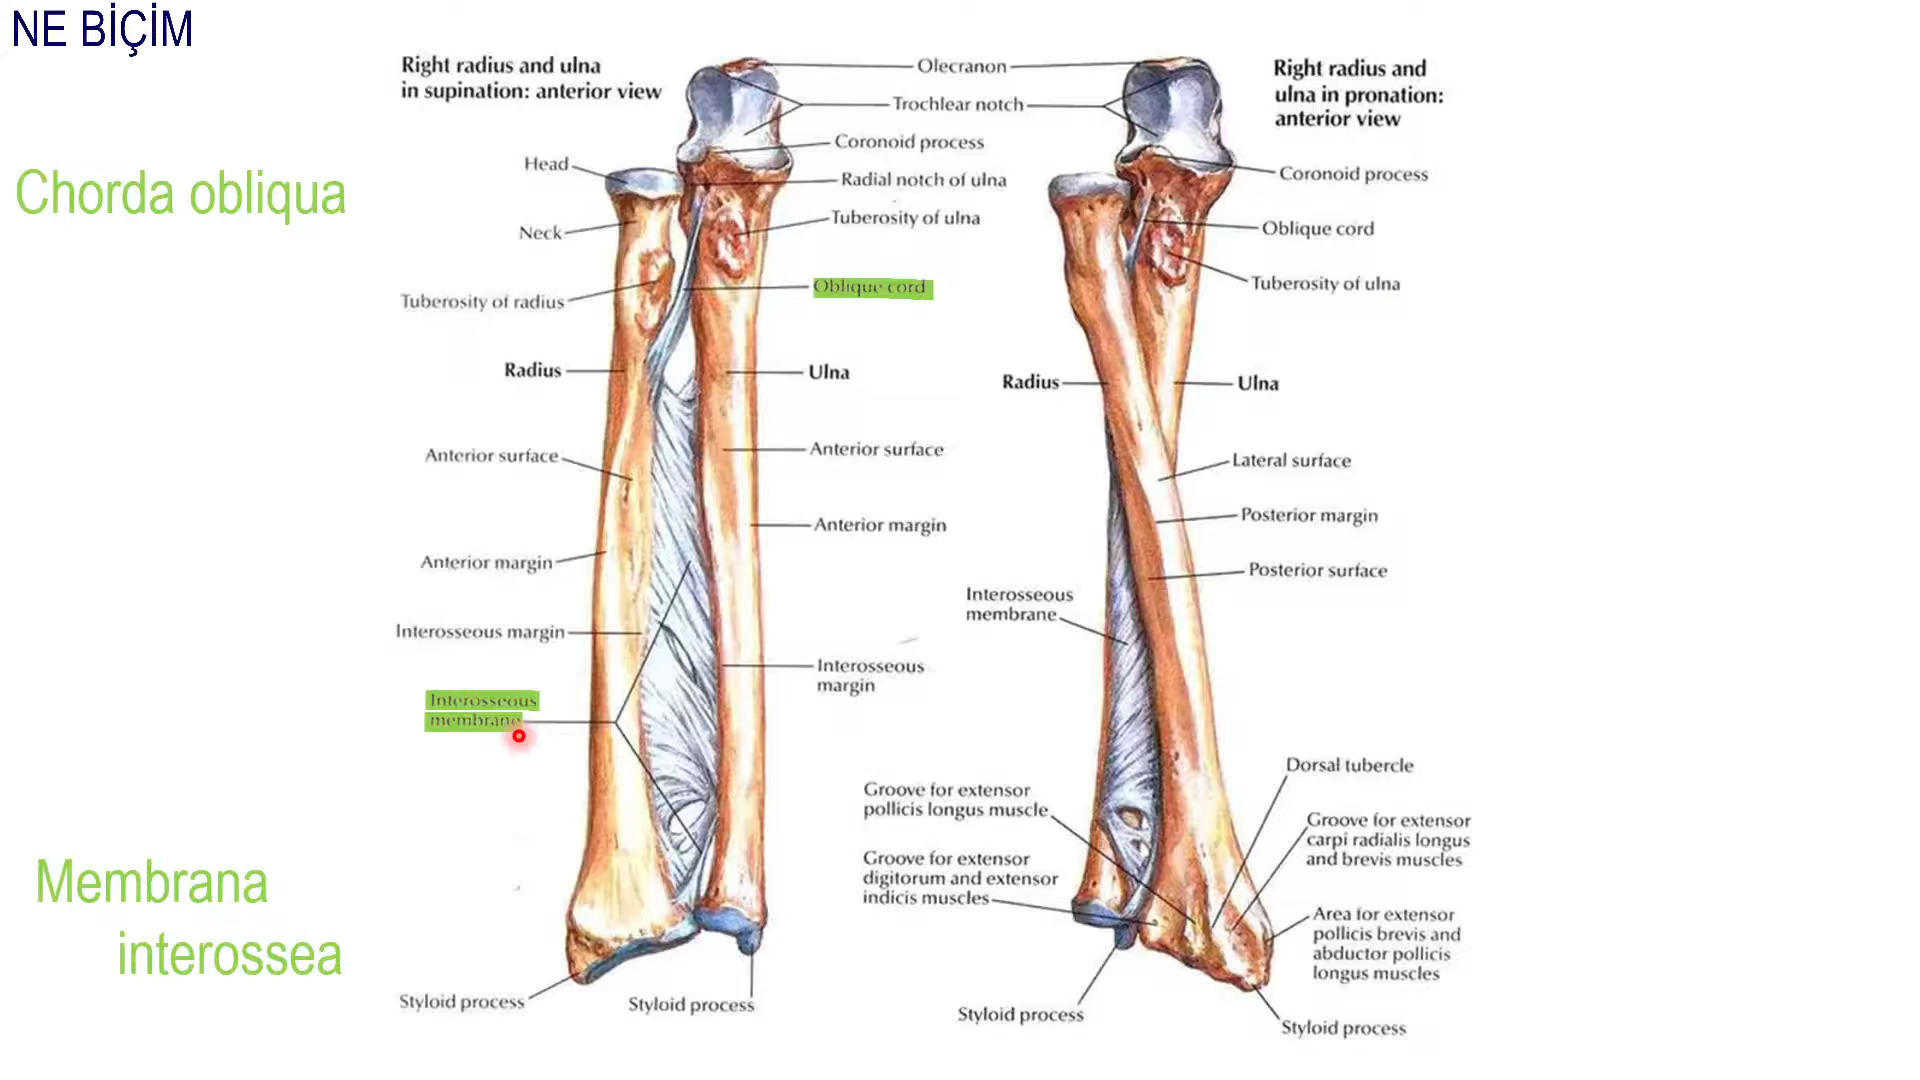 NE BİÇİM
Right radius and ulna
in supination: anterior view
Chorda obliqua
Head
Neck
Tuberosity of radius
Radius
Anterior surface
Anterior margin
Interosseous margin
Interosseous
membrane
Membrana
interossea
Styloid process
Styloid process
Olecranon
Trochlear notch
Coronoid process
Radial notch of ulna
Tuberosity of ulna
Oblique cord
Ulna
Anterior surface
Anterior margin
Interosseous
margin
Right radius and
ulna in pronation:
anterior view
Coronoid process
Oblique cord
Tuberosity of ulna
Radius
Ulna
Lateral surface
Posterior margin
Posterior surface
Interosseous
membrane
Groove for extensor
pollicis longus muscle
Groove for extensor
digitorum and extensor
indicis muscles
Dorsal tubercle
Groove for extensor
carpi radialis longus
and brevis muscles
Area for extensor
pollicis brevis and
abductor pollicis
longus muscles
Styloid process
Styloid process